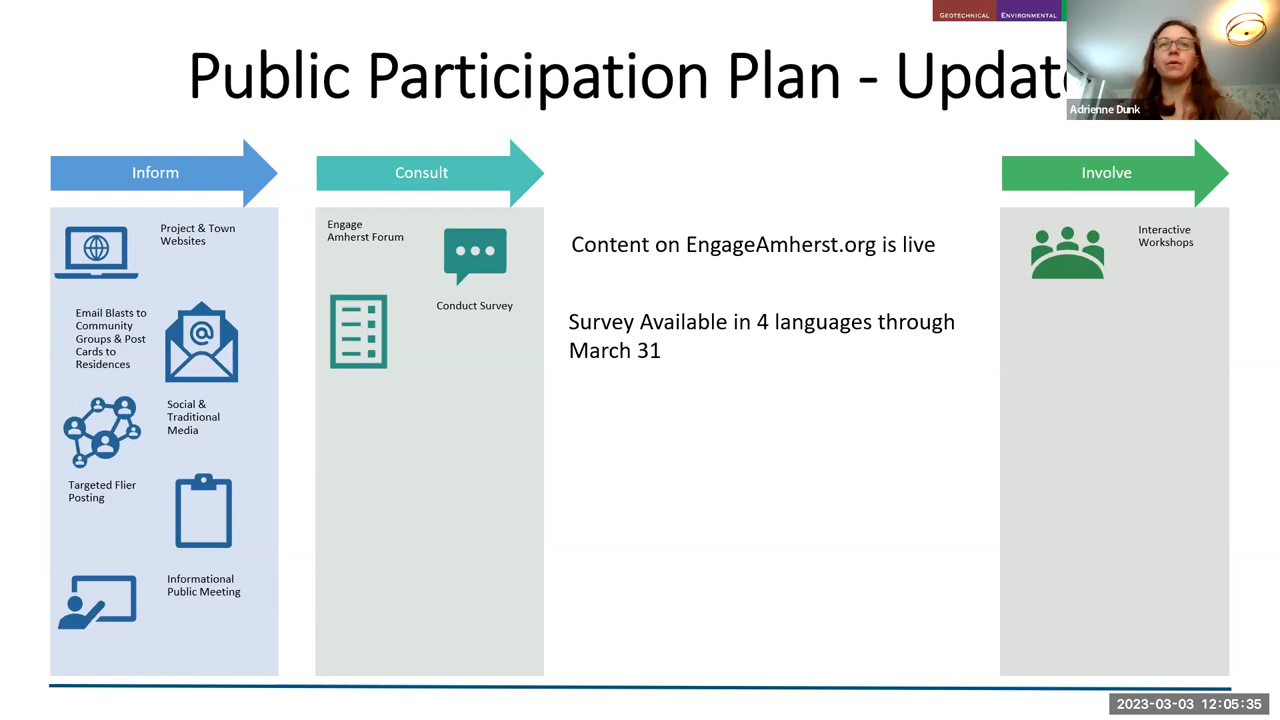 GEOTECHNICAL
ENVIRONMENTAL
Public Participation Plan - Updat
Adrienne Dunk
Inform
Project & Town
Websites
Email Blasts to
Community
Groups & Post
Cards to
Residences
Social &
Traditional
Media
Targeted Flier
Posting
Informational
Public Meeting
Consult
Engage
Amherst Forum
Conduct Survey
Content on EngageAmherst.org is live
Survey Available in 4 languages through
March 31
Involve
Interactive
Workshops
2023-03-03 12:05:35